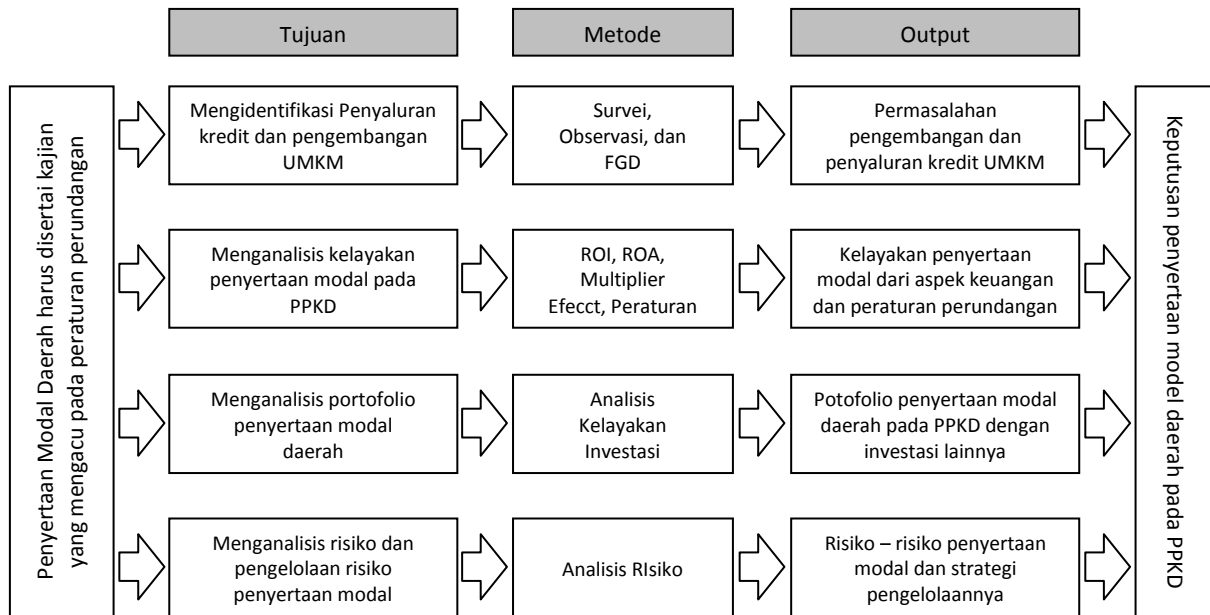 Tujuan
Metode
Output
Penyertaan Modal Daerah harus disertai kajian
yang mengacu pada peraturan perundangan
Mengidentifikasi Penyaluran
kredit dan pengembangan
UMKM
Survei,
Observasi, dan
FGD
Permasalahan
pengembangan dan
penyaluran kredit UMKM
Menganalisis kelayakan
penyertaan modal pada
PPKD
ROI, ROA,
Multiplier
Efecct, Peraturan
Kelayakan penyertaan
modal dari aspek keuangan
dan peraturan perundangan
Menganalisis portofolio
penyertaan modal
daerah
Analisis
Kelayakan
Investasi
Potofolio penyertaan modal
daerah pada PPKD dengan
investasi lainnya
Menganalisis risiko dan
pengelolaan risiko
penyertaan modal
Analisis RIsiko
Risiko – risiko penyertaan
modal dan strategi
pengelolaannya
Keputusan penyertaan model daerah pada PPKD